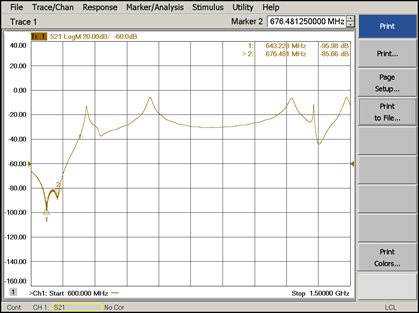 File Trace/Chan Response Marker/Analysis Stimulus Utility Help
Trace 1 Marker 2 676.481250000 MHz
Print
Tr 1 S21 LogM 20.00dB/ -60.0dB
1: 643.228 MHz -95.98 dB
> 2: 676.481 MHz -85.66 dB
40.00
20.00
0.00
-20.00
-40.00
-60.00
-80.00
-100.00
-120.00
-140.00
-160.00
2
1
Print...
Page
Setup...
Print
to File...
Print
Colors...
1 >Ch1: Start 600.000 MHz Stop 1.50000 GHz
Cont. CH 1: S21 No Cor LCL